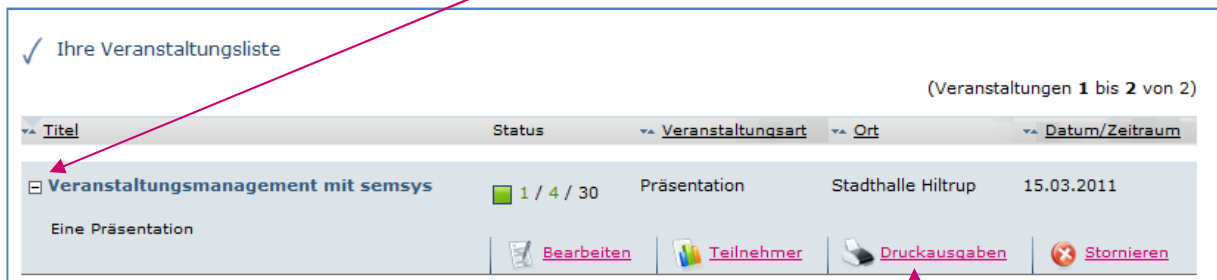 Ihre Veranstaltungsliste
(Veranstaltungen 1 bis 2 von 2)
Titel Status Veranstaltungsart Ort Datum/Zeitraum
Veranstaltungsmanagement mit semsys 1 / 4 / 30 Präsentation Stadthalle Hiltrup 15.03.2011
Eine Präsentation
Bearbeiten Teilnehmer Druckausgaben Stornieren